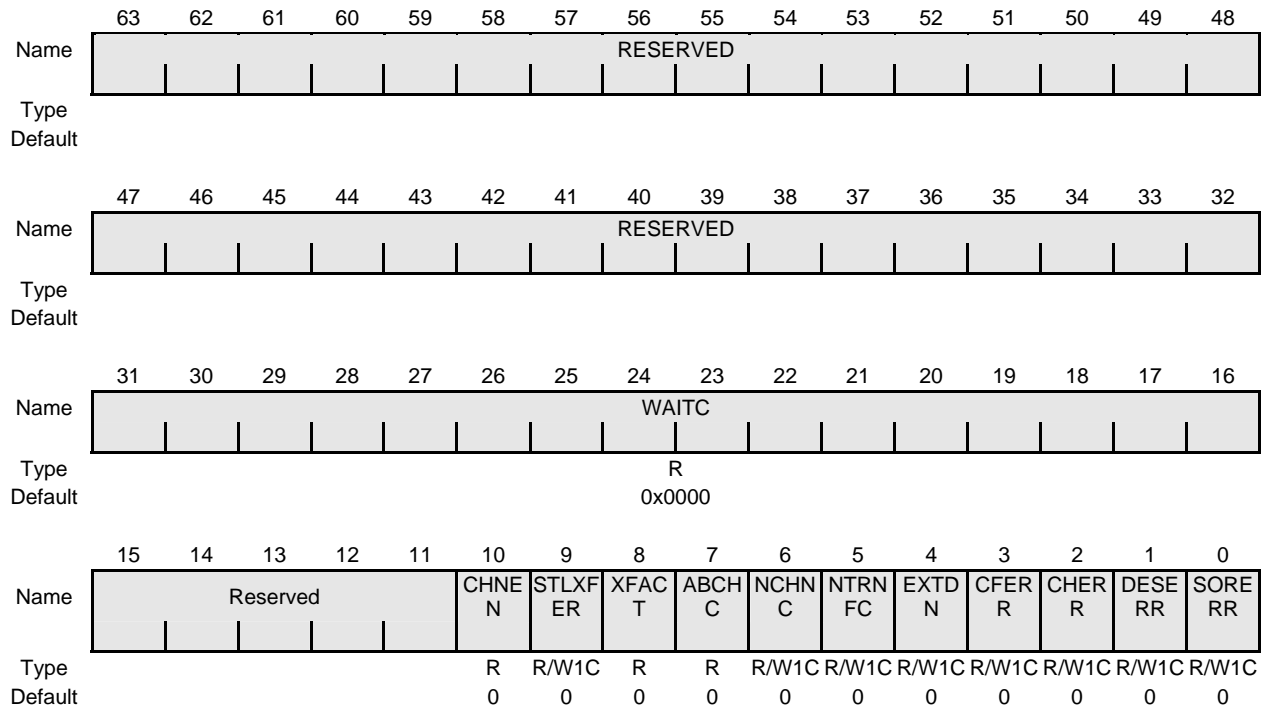 63 62 61 60 59 58 57 56 55 54 53 52 51 50 49 48
Name RESERVED
Type
Default
47 46 45 44 43 42 41 40 39 38 37 36 35 34 33 32
Name RESERVED
Type
Default
31 30 29 28 27 26 25 24 23 22 21 20 19 18 17 16
Name WAITC
Type R
Default 0x0000
15 14 13 12 11 10 9 8 7 6 5 4 3 2 1 0
Name Reserved CHNE STLXF XFAC ABCH NCHN NTRN EXTD CFER CHER DESE SORE
N ER T C C FC N R R RR RR
Type R R/W1C R R R/W1C R/W1C R/W1C R/W1C R/W1C R/W1C R/W1C
Default 0 0 0 0 0 0 0 0 0 0 0